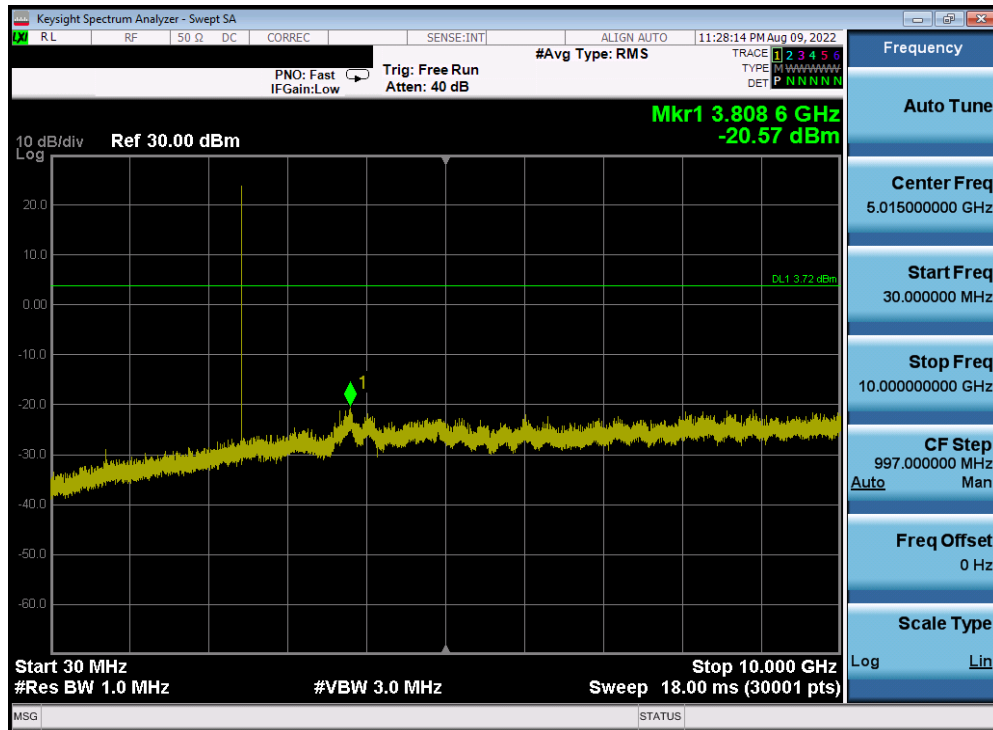 Keysight Spectrum Analyzer - Swept SA
LXI RL RF 50 Ω DC CORREC SENSE:INT ALIGN AUTO 11:28:14 PM Aug 09, 2022
Frequency
PNO: Fast
IFGain:Low
Trig: Free Run
Atten: 40 dB
#Avg Type: RMS
TRACE 1 2 3 4 5 6
TYPE M W W W W W
DET P N N N N N
Auto Tune
Mkr1 3.808 6 GHz
-20.57 dBm
10 dB/div Ref 30.00 dBm
Log
20.0
10.0
0.00
-10.0
-20.0
-30.0
-40.0
-50.0
-60.0
DL1 3.72 dBm
1
Center Freq
5.015000000 GHz
Start Freq
30.000000 MHz
Stop Freq
10.000000000 GHz
CF Step
997.000000 MHz
Auto Man
Freq Offset
0 Hz
Scale Type
Log Lin
Start 30 MHz Stop 10.000 GHz
#Res BW 1.0 MHz #VBW 3.0 MHz Sweep 18.00 ms (30001 pts)
MSG STATUS